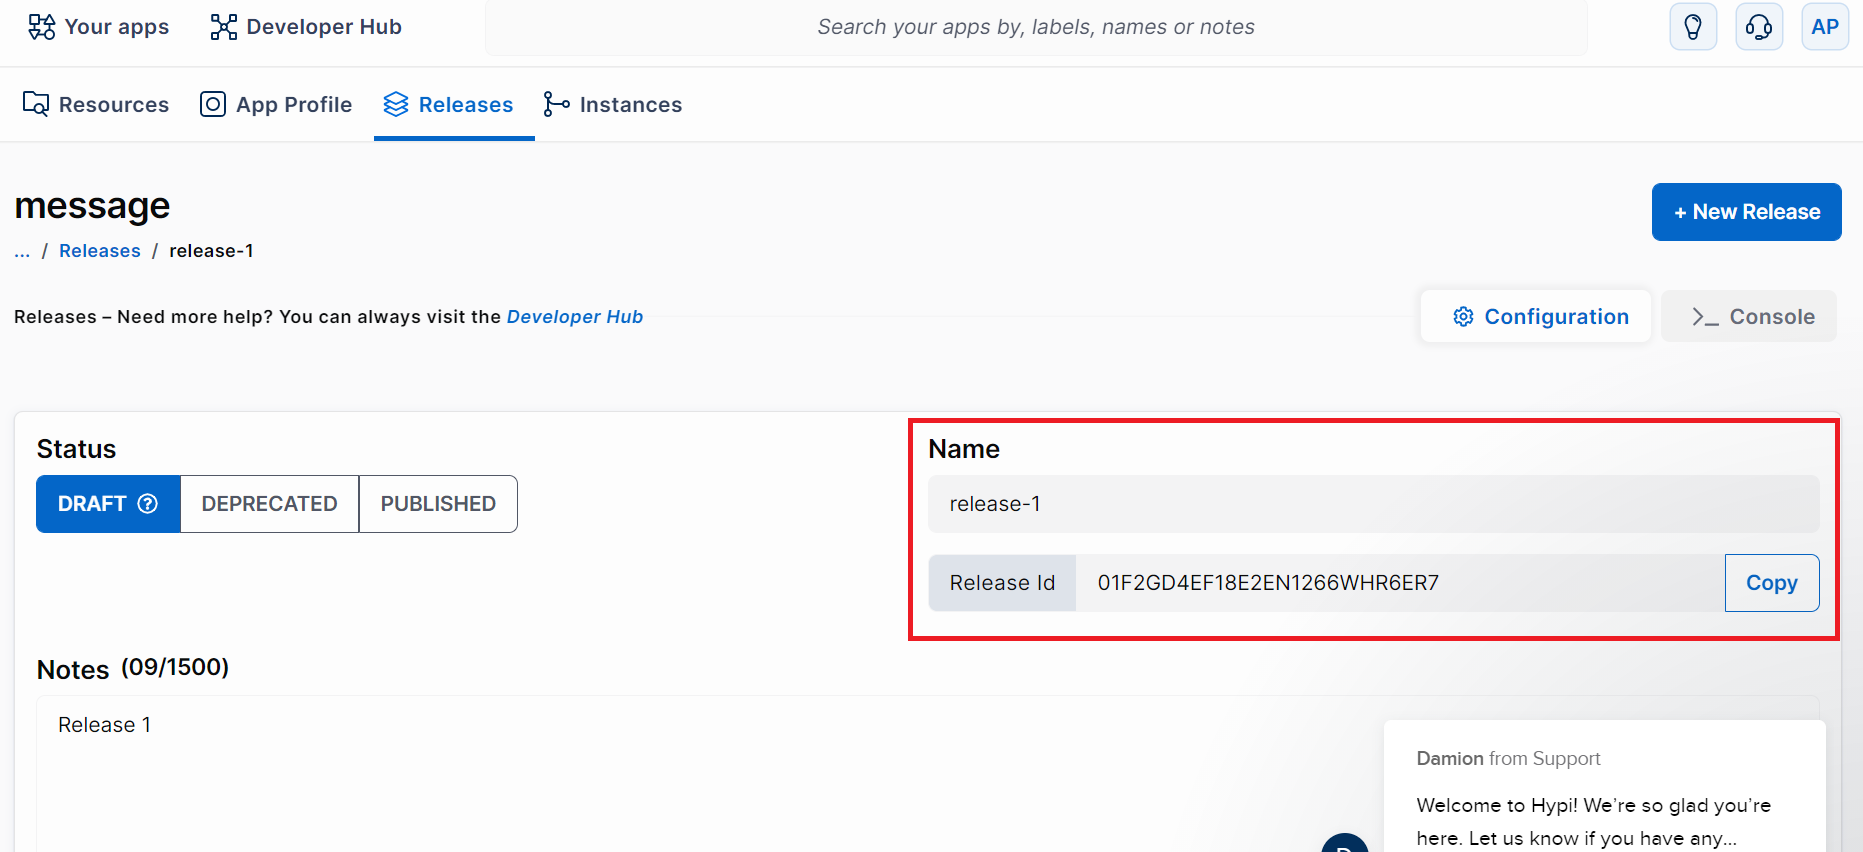 Your apps
Developer Hub
Search your apps by, labels, names or notes
AP
Resources
App Profile
Releases
Instances
message
+ New Release
... / Releases / release-1
Releases – Need more help? You can always visit the Developer Hub
Configuration
>_ Console
Status
Name
DRAFT ?
DEPRECATED
PUBLISHED
release-1
Release Id
01F2GD4EF18E2EN1266WHR6ER7
Copy
Notes (09/1500)
Release 1
Damion from Support
Welcome to Hypi! We’re so glad you’re
here. Let us know if you have any...